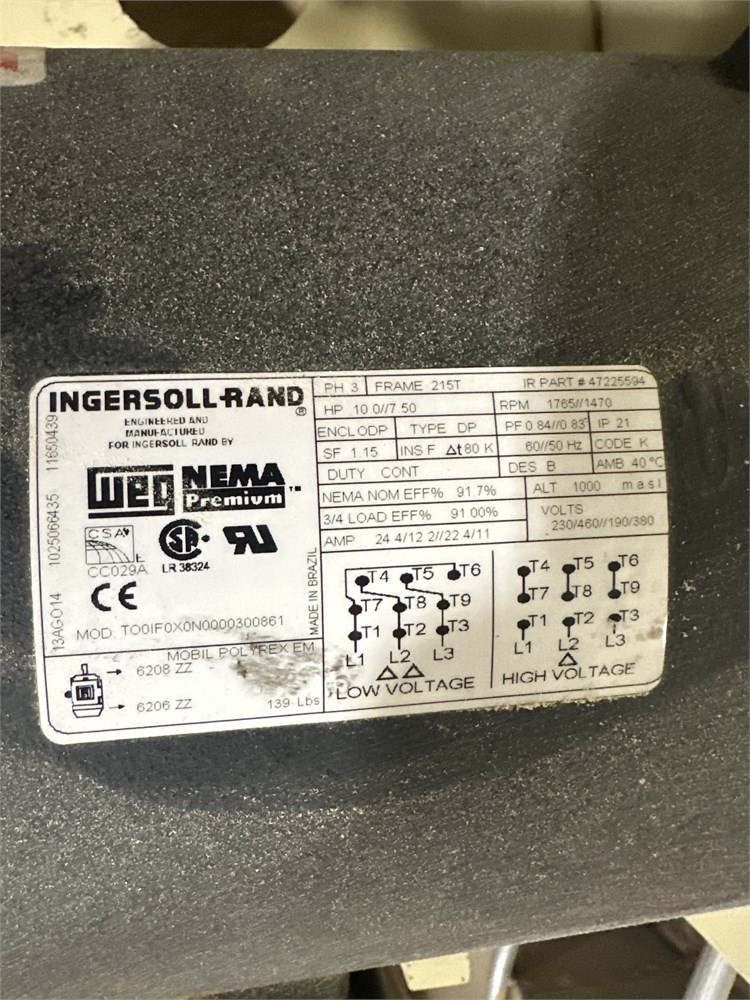 INGERSOLL-RAND®
ENGINEERED AND
MANUFACTURED
FOR INGERSOLL RAND BY
WEG NEMA
Premium™
CSA US
E
CC029A
LR 38324
CE
MOD. TO0IF0X0N0000300861
13AGO14 1025066435 11650439
MADE IN BRAZIL
MOBIL POLYREX EM
6208 ZZ
6206 ZZ
139 Lbs
PH 3 FRAME 215T IR PART # 47225594
HP 10 0//7 50 RPM 1765//1470
ENCL ODP TYPE DP PF 0 84//0 83 IP 21
SF 1.15 INS F Δt 80 K 60//50 Hz CODE K
DUTY CONT DES B AMB 40°C
NEMA NOM EFF% 91.7% ALT 1000 m a s l
3/4 LOAD EFF% 91.00% VOLTS
230/460//190/380
AMP 24 4/12 2//22 4/11
T4 T5 T6 T4 T5 T6
T7 T8 T9 T7 T8 T9
T1 T2 T3 T1 T2 T3
L1 L2 L3 L1 L2 L3
ΔΔ Δ
LOW VOLTAGE HIGH VOLTAGE